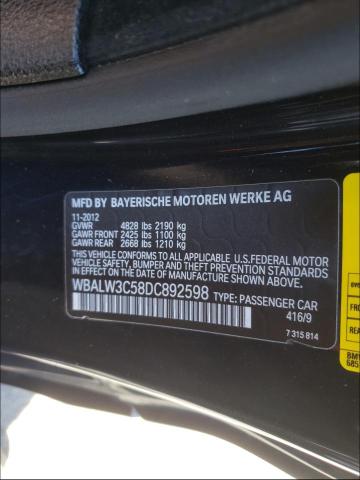 MFD BY BAYERISCHE MOTOREN WERKE AG
11-2012
GVWR 4828 lbs 2190 kg
GAWR FRONT 2425 lbs 1100 kg
GAWR REAR 2668 lbs 1210 kg
THIS VEHICLE CONFORMS TO ALL APPLICABLE U.S.FEDERAL MOTOR
VEHICLE SAFETY, BUMPER, AND THEFT PREVENTION STANDARDS
IN EFFECT ON THE DATE OF MANUFACTURE SHOWN ABOVE.
WBALW3C58DC892598 TYPE: PASSENGER CAR
416/9
7 315 814